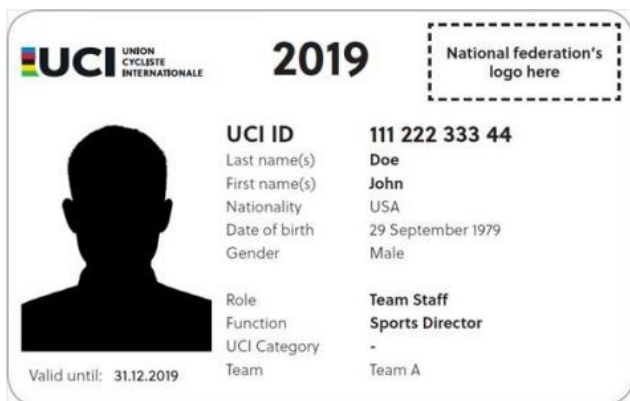 UCI UNION
CYCLISTE
INTERNATIONALE
2019
National federation's
logo here
UCI ID 111 222 333 44
Last name(s) Doe
First name(s) John
Nationality USA
Date of birth 29 September 1979
Gender Male
Role Team Staff
Function Sports Director
UCI Category -
Team Team A
Valid until: 31.12.2019